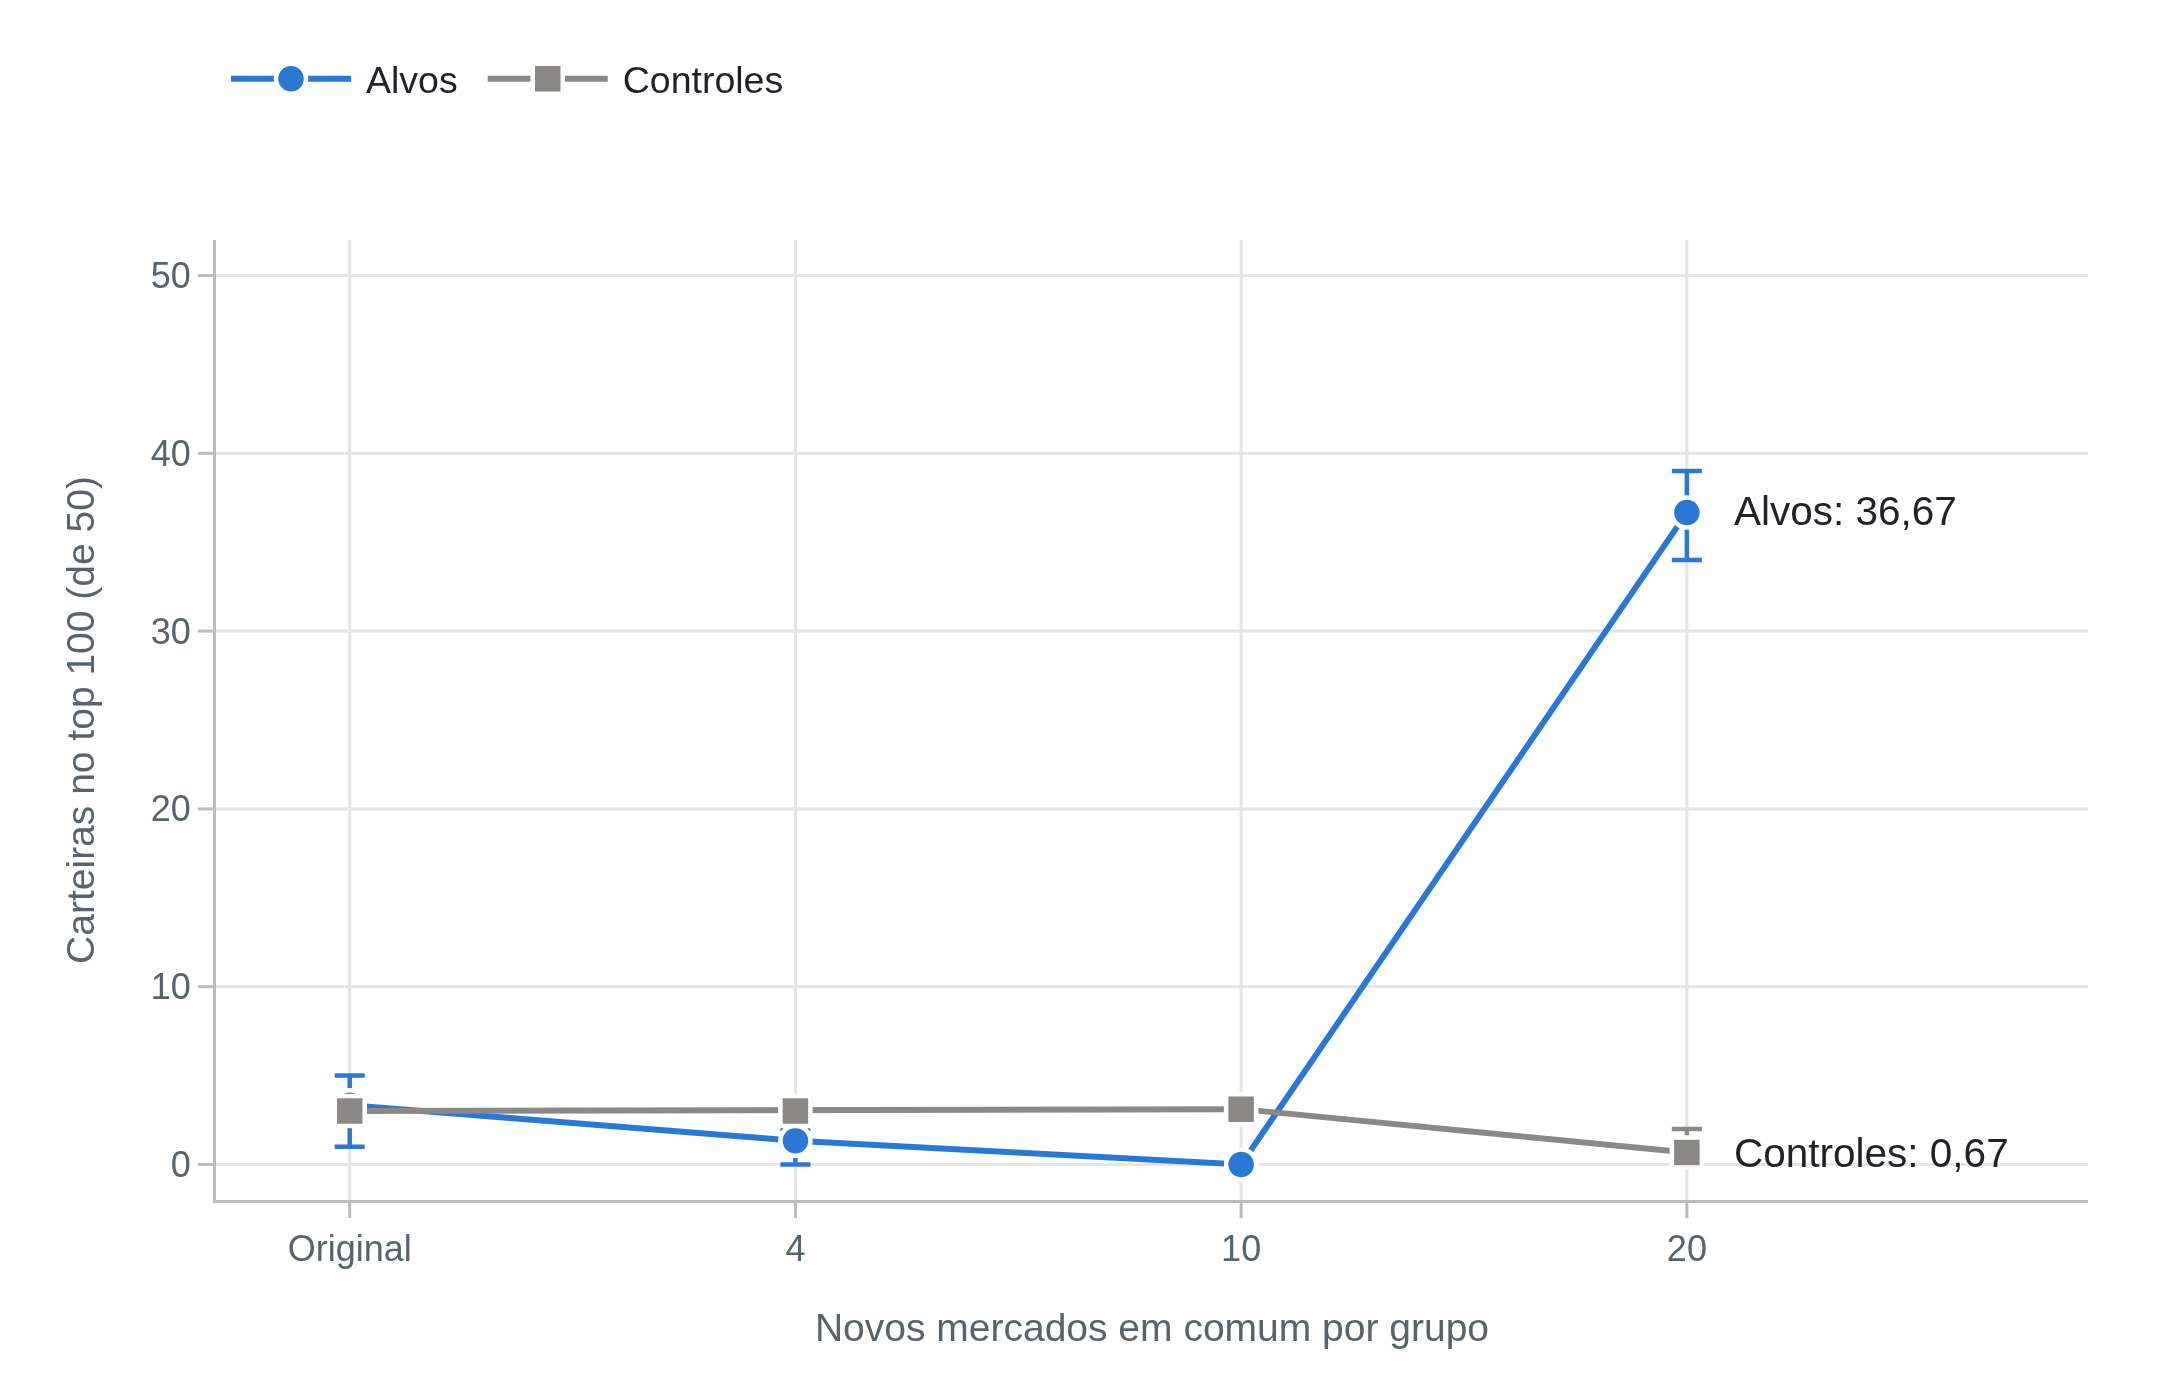 Alvos
Controles
50
40
30
20
10
0
Carteiras no top 100 (de 50)
Alvos: 36,67
Controles: 0,67
Original
4
10
20
Novos mercados em comum por grupo